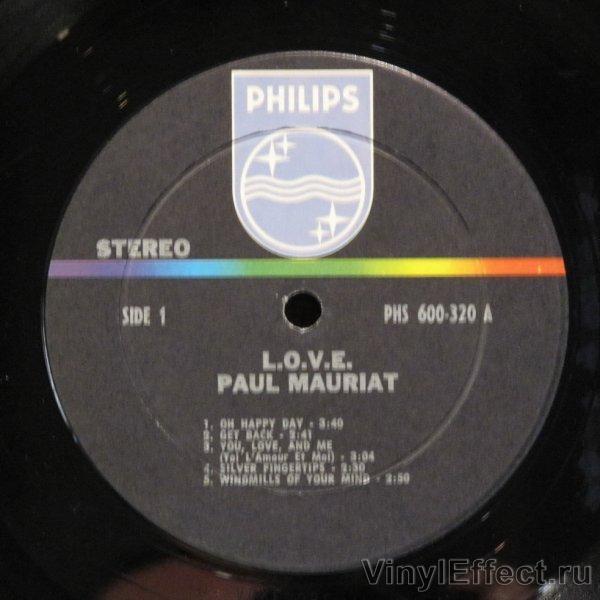 PHILIPS
STEREO
SIDE 1
PHS 600-320 A
L.O.V.E.
PAUL MAURIAT
1. OH HAPPY DAY - 3:40
2. GET BACK - 2:41
3. YOU, LOVE, AND ME
(Toi L'Amour Et Moi) - 3:04
4. SILVER FINGERTIPS - 2:30
5. WINDMILLS OF YOUR MIND - 3:50
VinylEffect.ru